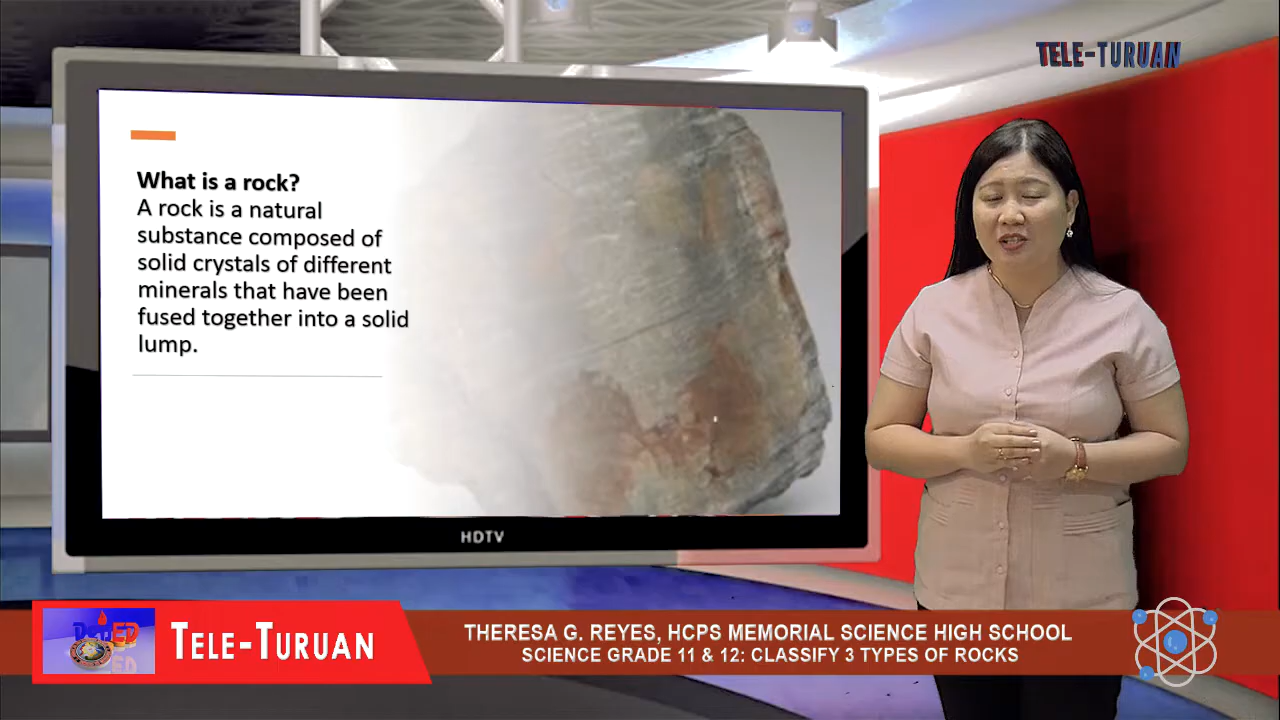 TELE-TURUAN
What is a rock?
A rock is a natural
substance composed of
solid crystals of different
minerals that have been
fused together into a solid
lump.
HDTV
DepED
TELE-TURUAN
THERESA G. REYES, HCPS MEMORIAL SCIENCE HIGH SCHOOL
SCIENCE GRADE 11 & 12: CLASSIFY 3 TYPES OF ROCKS